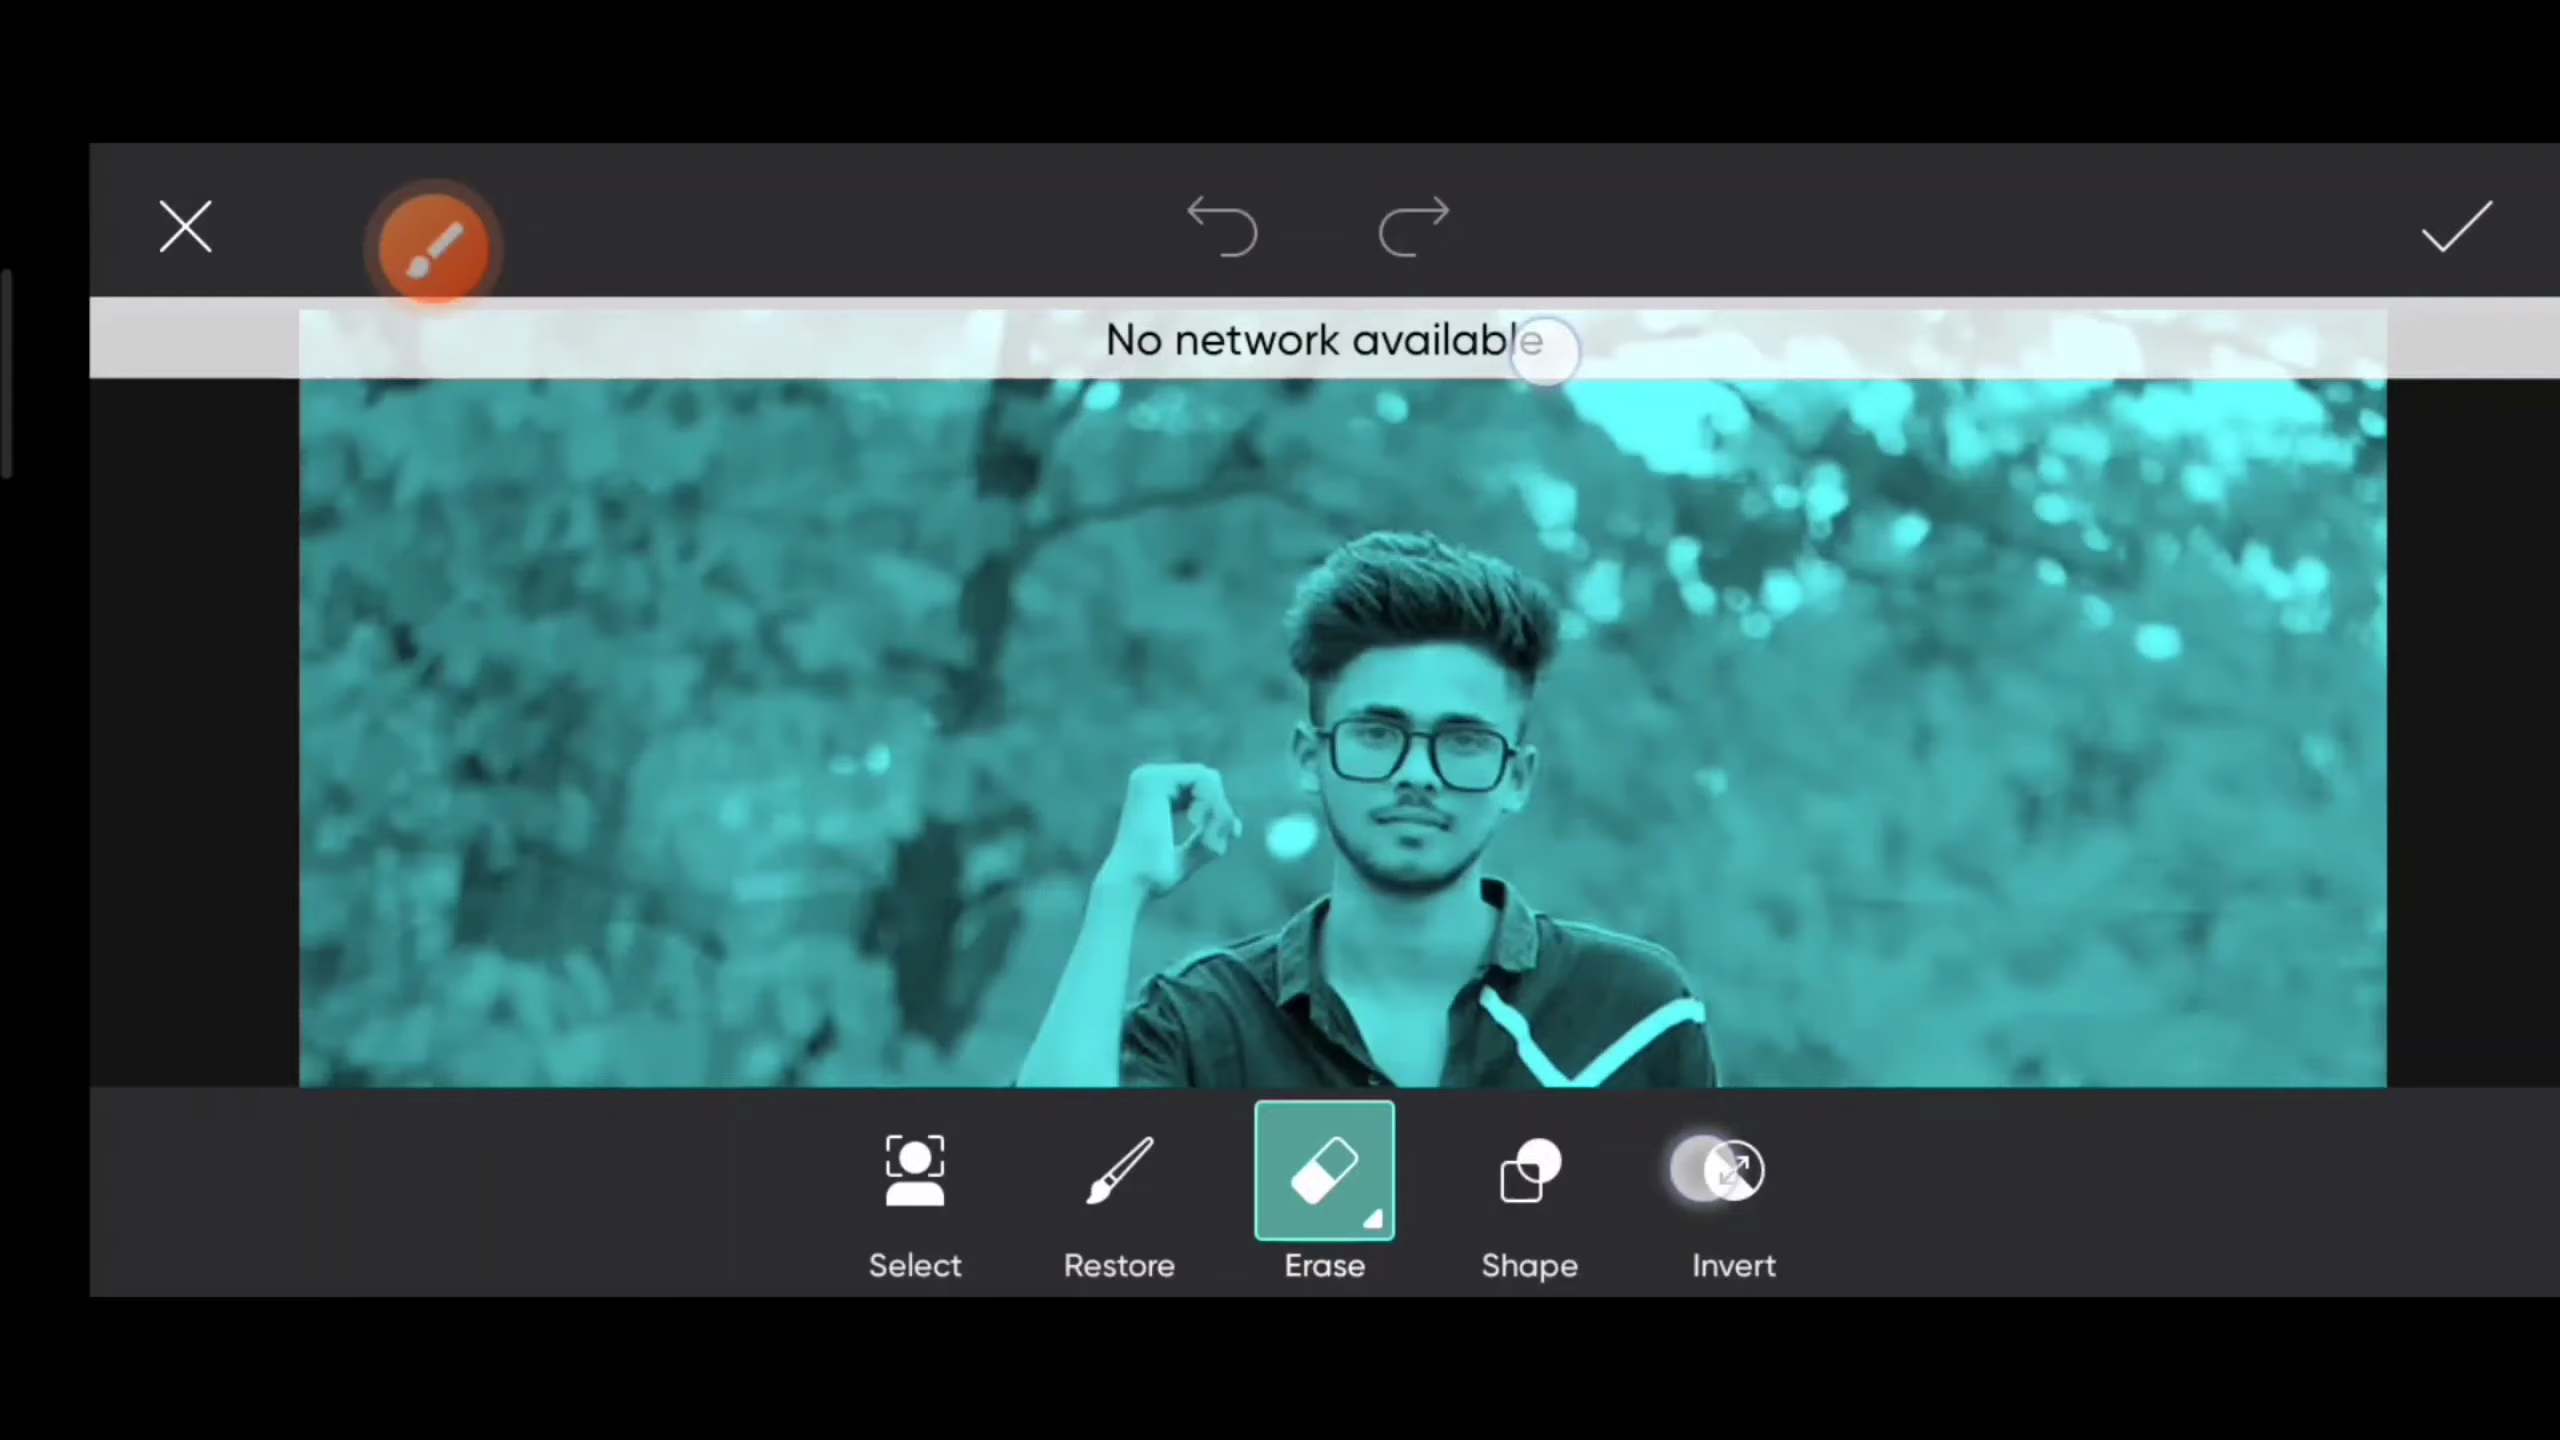 No network available
Select
Restore
Erase
Shape
Invert